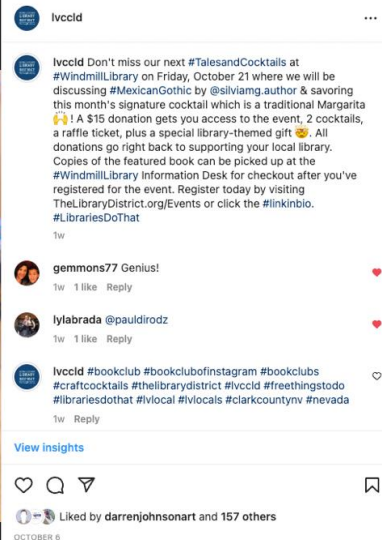 lvccld
lvccld Don't miss our next #TalesandCocktails at
#WindmillLibrary on Friday, October 21 where we will be
discussing #MexicanGothic by @silviamg.author & savoring
this month's signature cocktail which is a traditional Margarita
🙌 ! A $15 donation gets you access to the event, 2 cocktails,
a raffle ticket, plus a special library-themed gift 🤯. All
donations go right back to supporting your local library.
Copies of the featured book can be picked up at the
#WindmillLibrary Information Desk for checkout after you've
registered for the event. Register today by visiting
TheLibraryDistrict.org/Events or click the #linkinbio.
#LibrariesDoThat
1w
gemmons77 Genius!
1w 1 like Reply
lylabrada @pauldirodz
1w 1 like Reply
lvccld #bookclub #bookclubofinstagram #bookclubs
#craftcocktails #thelibrarydistrict #lvccld #freethingstodo
#librariesdothat #lvlocal #lvlocals #clarkcountynv #nevada
1w Reply
View insights
Liked by darrenjohnsonart and 157 others
OCTOBER 6